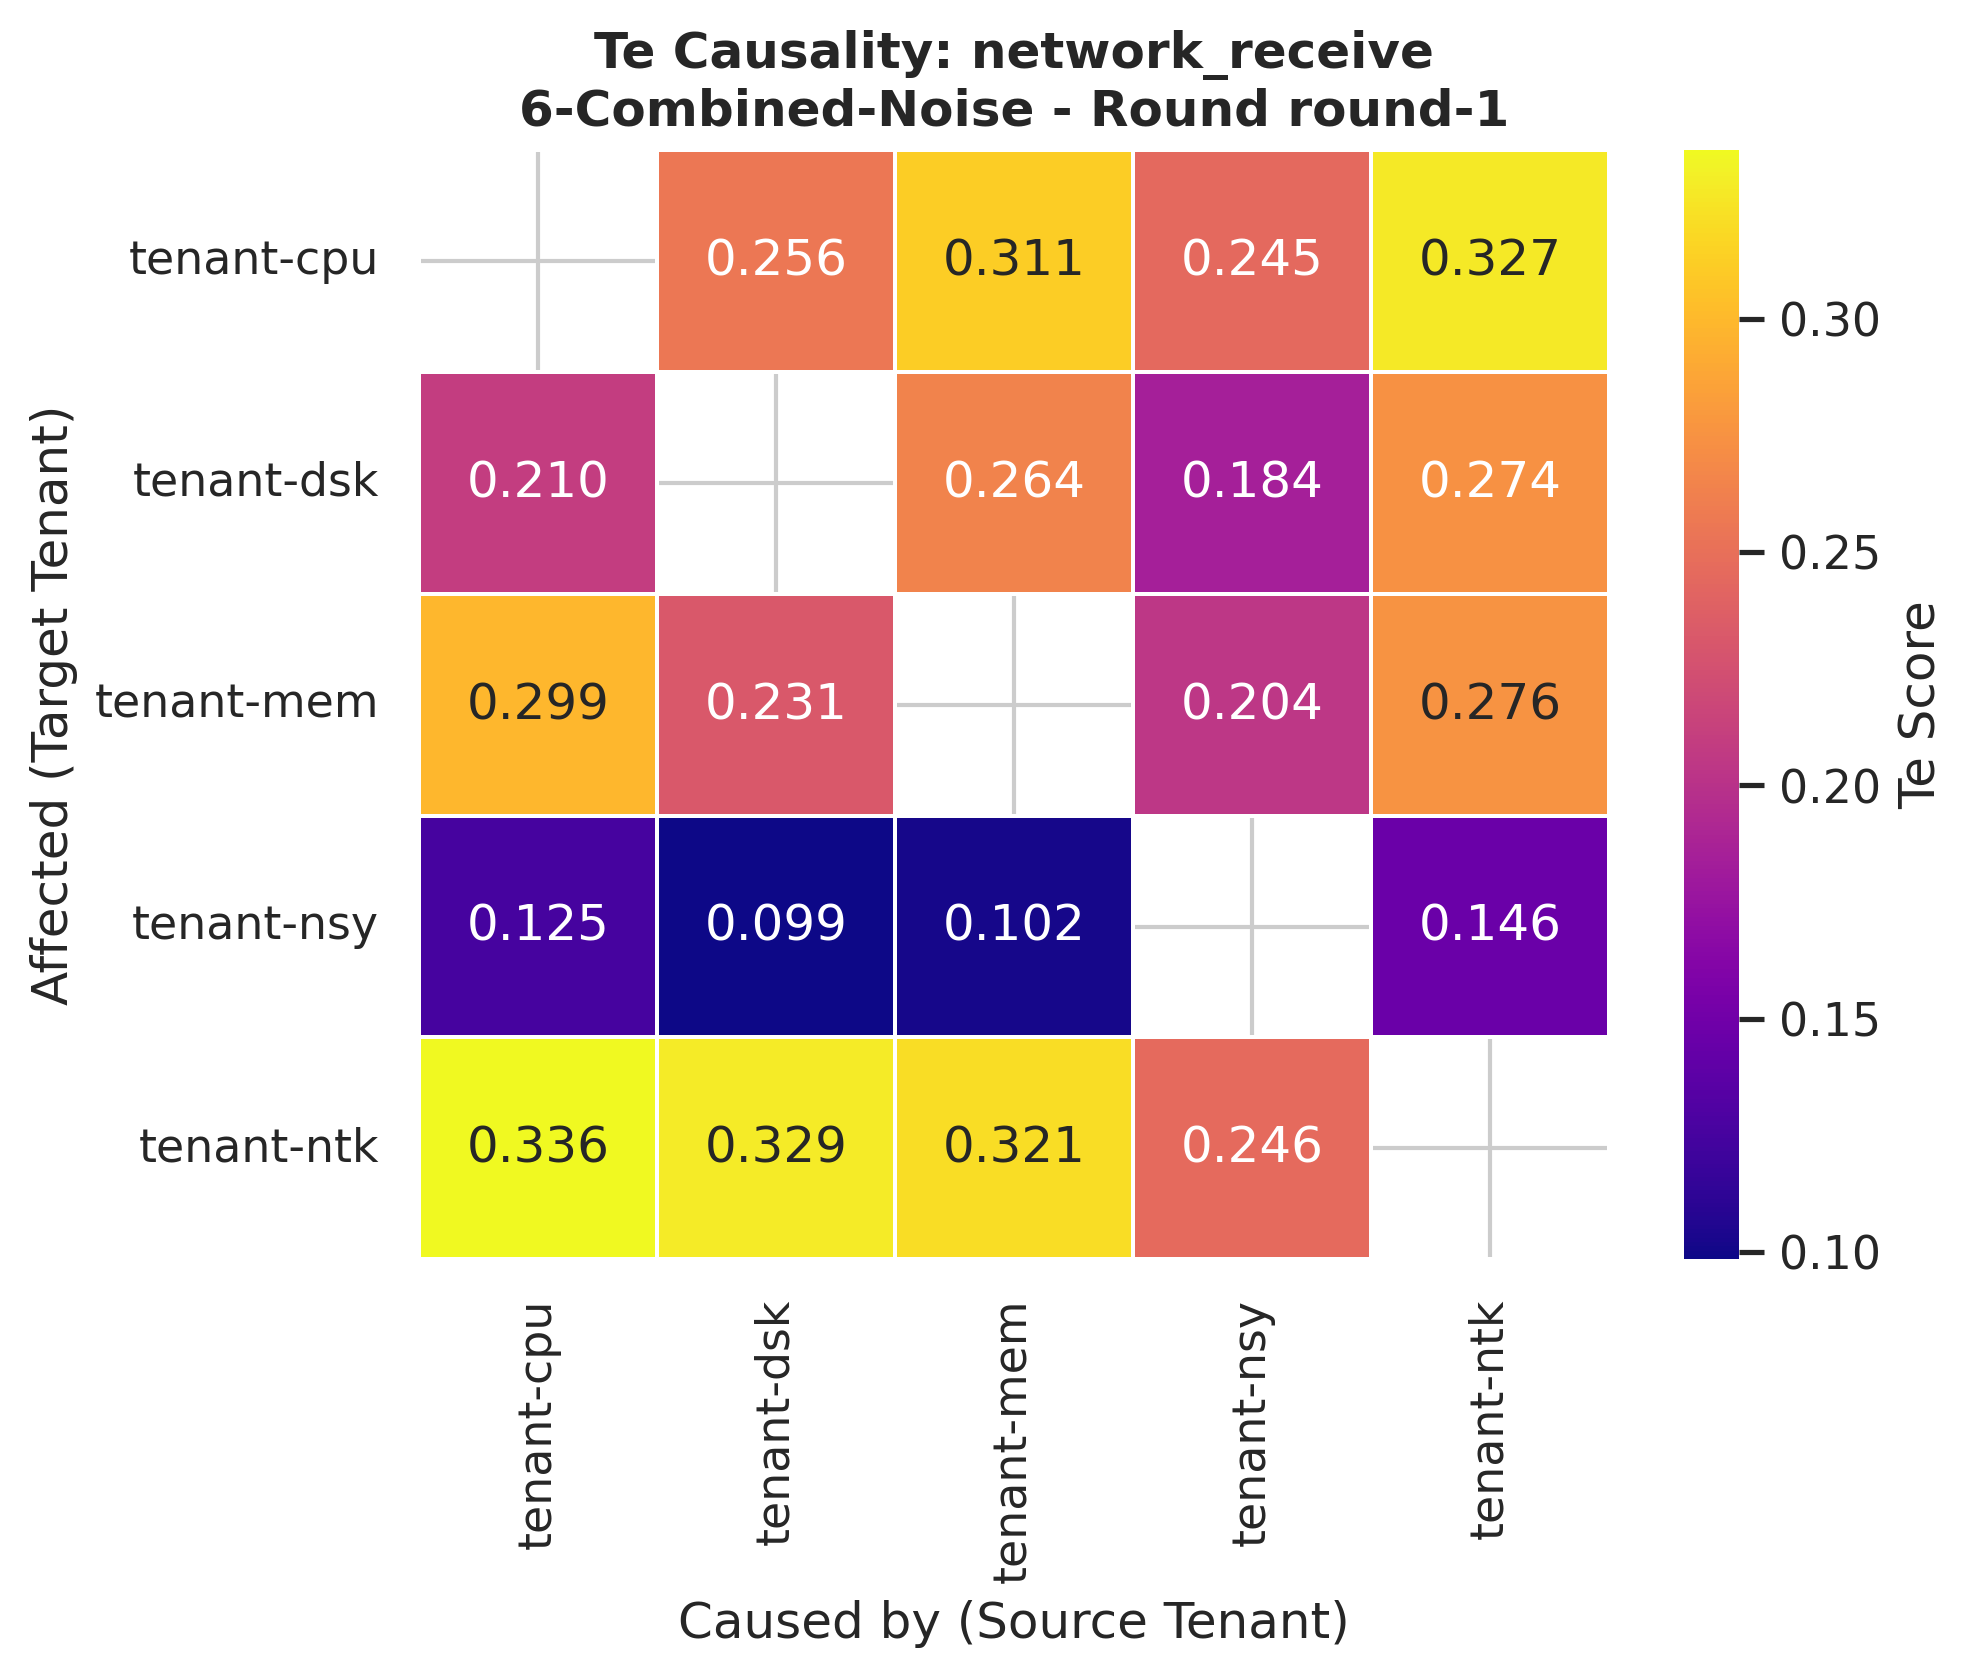 Te Causality: network_receive
6-Combined-Noise - Round round-1
Affected (Target Tenant)
tenant-cpu
0.256 0.311 0.245 0.327
tenant-dsk
0.210 0.264 0.184 0.274
tenant-mem
0.299 0.231 0.204 0.276
tenant-nsy
0.125 0.099 0.102 0.146
tenant-ntk
0.336 0.329 0.321 0.246
tenant-cpu
tenant-dsk
tenant-mem
tenant-nsy
tenant-ntk
Caused by (Source Tenant)
0.30
0.25
0.20
0.15
0.10
Te Score